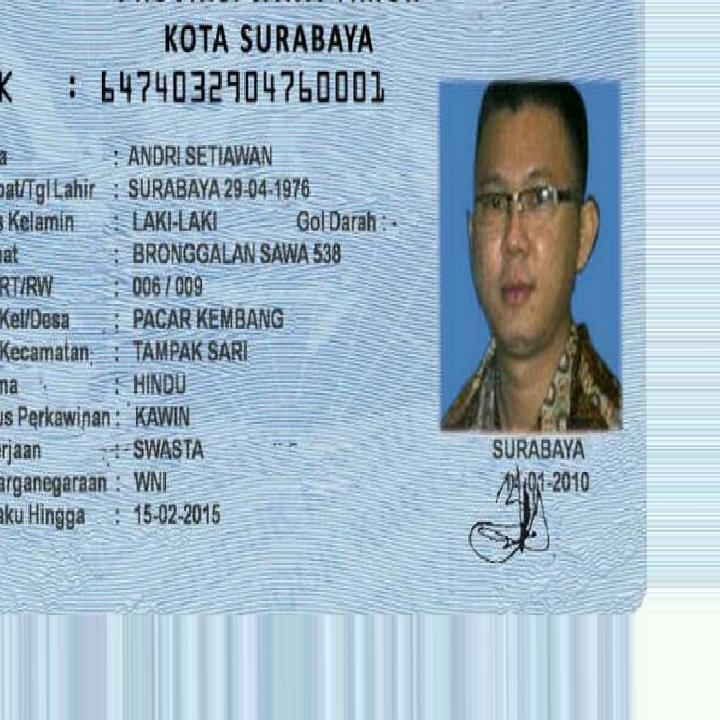 KOTA SURABAYA
K : 6474032904760001
a : ANDRI SETIAWAN
pat/Tgl Lahir : SURABAYA 29-04-1976
s Kelamin : LAKI-LAKI Gol Darah : -
nat : BRONGGALAN SAWA 538
RT/RW : 006 / 009
Kel/Desa : PACAR KEMBANG
Kecamatan : TAMPAK SARI
ma : HINDU
us Perkawinan : KAWIN
erjaan : SWASTA
arganegaraan : WNI
aku Hingga : 15-02-2015
SURABAYA
01-2010